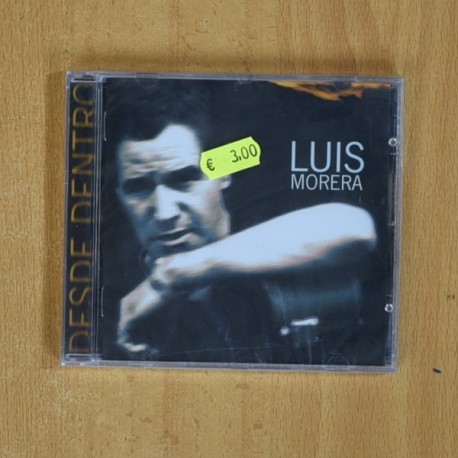 DESDE DENTRO
€ 3,00
LUIS
MORERA